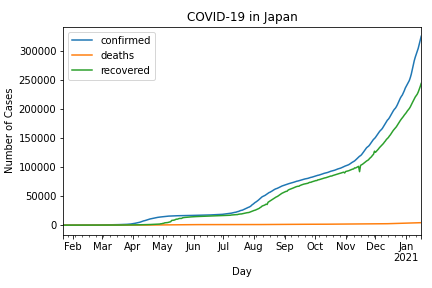 COVID-19 in Japan
confirmed
deaths
recovered
Number of Cases
300000
250000
200000
150000
100000
50000
0
Feb Mar Apr May Jun Jul Aug Sep Oct Nov Dec Jan
2021
Day